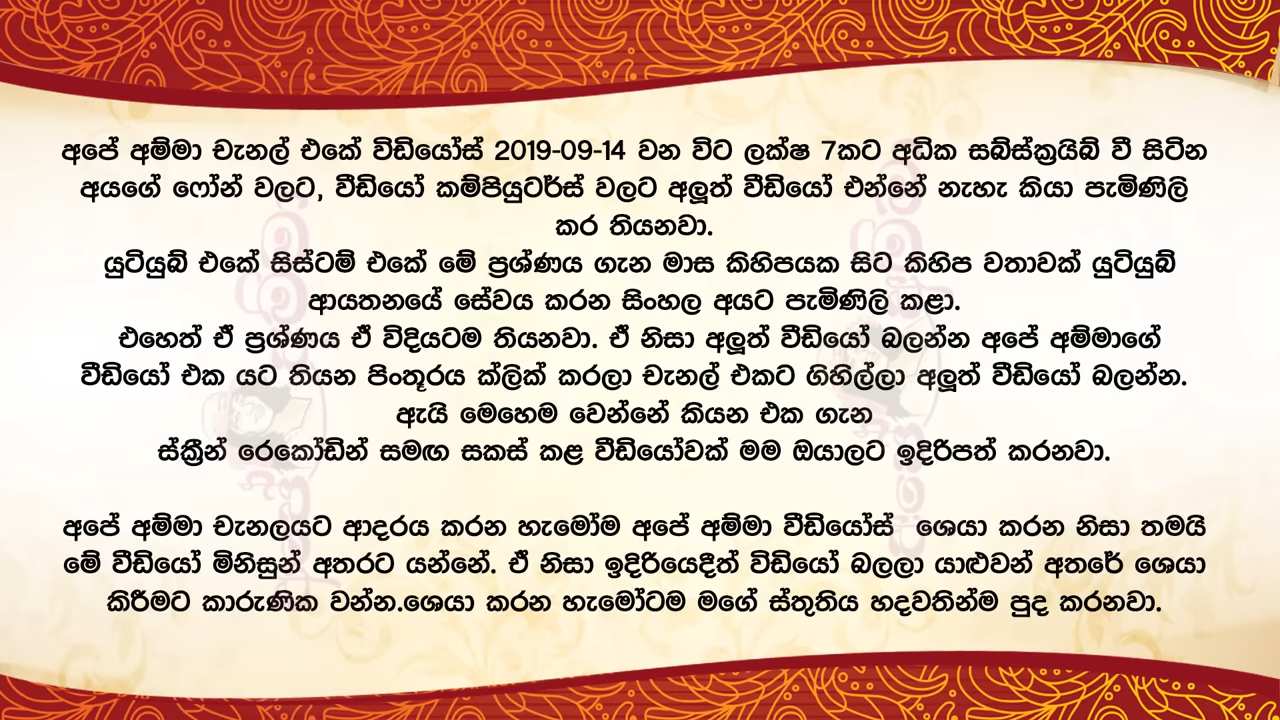 අපේ අම්මා චැනල් එකේ විඩියෝස් 2019-09-14 වන විට ලක්ෂ 7කට අධික සබ්ස්ක්‍රයිබ් වී සිටින
අයගේ ෆෝන් වලට, වීඩියෝ කම්පියුටර්ස් වලට අලූත් වීඩියෝ එන්නේ නැහැ කියා පැමිණිලි
කර තියනවා.
යුටියුබ් එකේ සිස්ටම් එකේ මේ ප්‍රශ්ණය ගැන මාස කිහිපයක සිට කිහිප වතාවක් යුටියුබ්
ආයතනයේ සේවය කරන සිංහල අයට පැමිණිලි කළා.
එහෙත් ඒ ප්‍රශ්ණය ඒ විදියටම තියනවා. ඒ නිසා අලූත් වීඩියෝ බලන්න අපේ අම්මාගේ
වීඩියෝ එක යට තියන පිංතූරය ක්ලික් කරලා චැනල් එකට ගිහිල්ලා අලූත් වීඩියෝ බලන්න.
ඇයි මෙහෙම වෙන්නේ කියන එක ගැන
ස්ක්‍රීන් රෙකෝඩින් සමඟ සකස් කළ වීඩියෝවක් මම ඔයාලට ඉදිරිපත් කරනවා.
අපේ අම්මා චැනලයට ආදරය කරන හැමෝම අපේ අම්මා වීඩියෝස් ශෙයා කරන නිසා තමයි
මේ වීඩියෝ මිනිසුන් අතරට යන්නේ. ඒ නිසා ඉදිරියෙදීත් විඩියෝ බලලා යාළුවන් අතරේ ශෙයා
කිරීමට කාරුණික වන්න.ශෙයා කරන හැමෝටම මගේ ස්තුතිය හදවතින්ම පුද කරනවා.